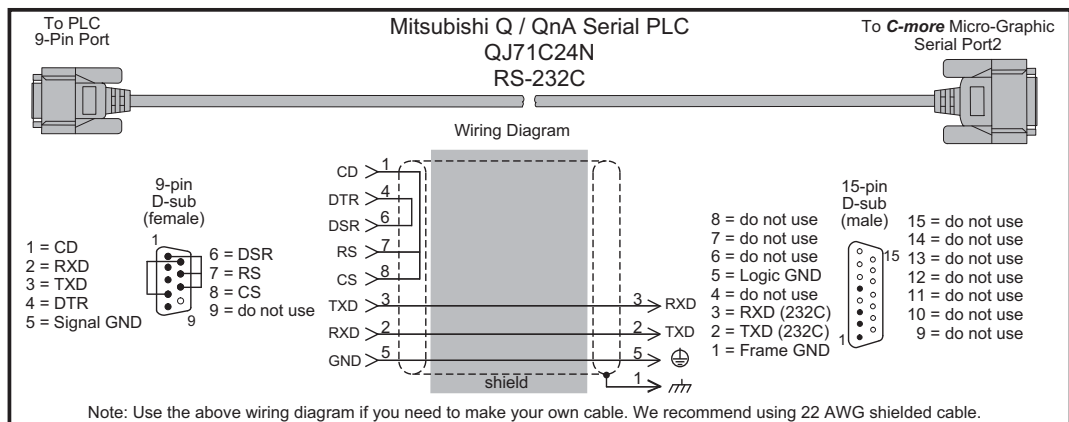 To PLC
9-Pin Port
Mitsubishi Q / QnA Serial PLC
QJ71C24N
RS-232C
To C-more Micro-Graphic
Serial Port2
Wiring Diagram
9-pin
D-sub
(female)
1
9
1 = CD
2 = RXD
3 = TXD
4 = DTR
5 = Signal GND
6 = DSR
7 = RS
8 = CS
9 = do not use
CD 1
DTR 4
DSR 6
RS 7
CS 8
TXD 3
RXD 2
GND 5
shield
3 RXD
2 TXD
5
1
15-pin
D-sub
(male)
8 = do not use
7 = do not use
6 = do not use
5 = Logic GND
4 = do not use
3 = RXD (232C)
2 = TXD (232C)
1 = Frame GND
15
1
15 = do not use
14 = do not use
13 = do not use
12 = do not use
11 = do not use
10 = do not use
9 = do not use
Note: Use the above wiring diagram if you need to make your own cable. We recommend using 22 AWG shielded cable.